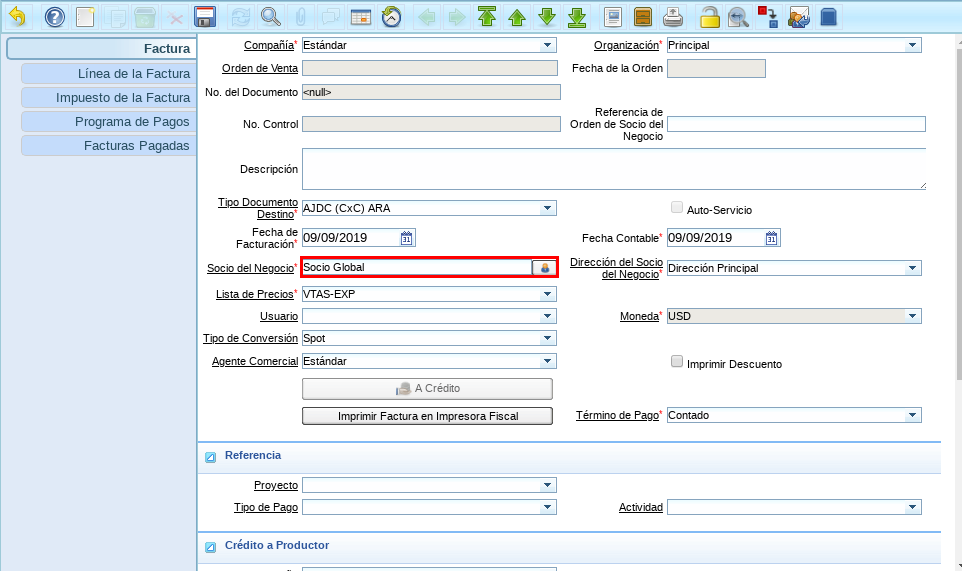 Factura
Línea de la Factura
Impuesto de la Factura
Programa de Pagos
Facturas Pagadas
Compañía* Estándar Organización* Principal
Orden de Venta Fecha de la Orden
No. del Documento <null>
No. Control Referencia de
Orden de Socio del
Negocio
Descripción
Tipo Documento
Destino* AJDC (CxC) ARA Auto-Servicio
Fecha de
Facturación* 09/09/2019 31 Fecha Contable* 09/09/2019 31
Socio del Negocio* Socio Global Dirección del Socio
del Negocio* Dirección Principal
Lista de Precios* VTAS-EXP
Usuario Moneda* USD
Tipo de Conversión Spot
Agente Comercial Estándar Imprimir Descuento
A Crédito
Imprimir Factura en Impresora Fiscal Término de Pago* Contado
Referencia
Proyecto
Tipo de Pago Actividad
Crédito a Productor